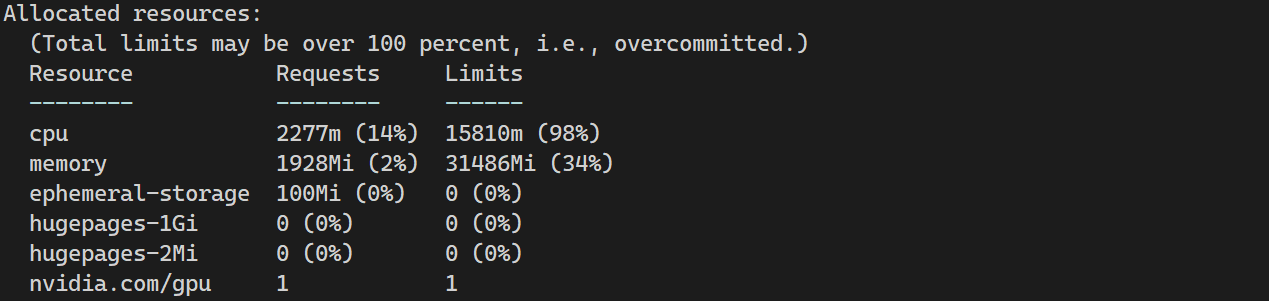 Allocated resources:
  (Total limits may be over 100 percent, i.e., overcommitted.)
  Resource           Requests     Limits
  --------           --------     ------
  cpu                2277m (14%)  15810m (98%)
  memory             1928Mi (2%)  31486Mi (34%)
  ephemeral-storage  100Mi (0%)   0 (0%)
  hugepages-1Gi      0 (0%)       0 (0%)
  hugepages-2Mi      0 (0%)       0 (0%)
  nvidia.com/gpu     1            1